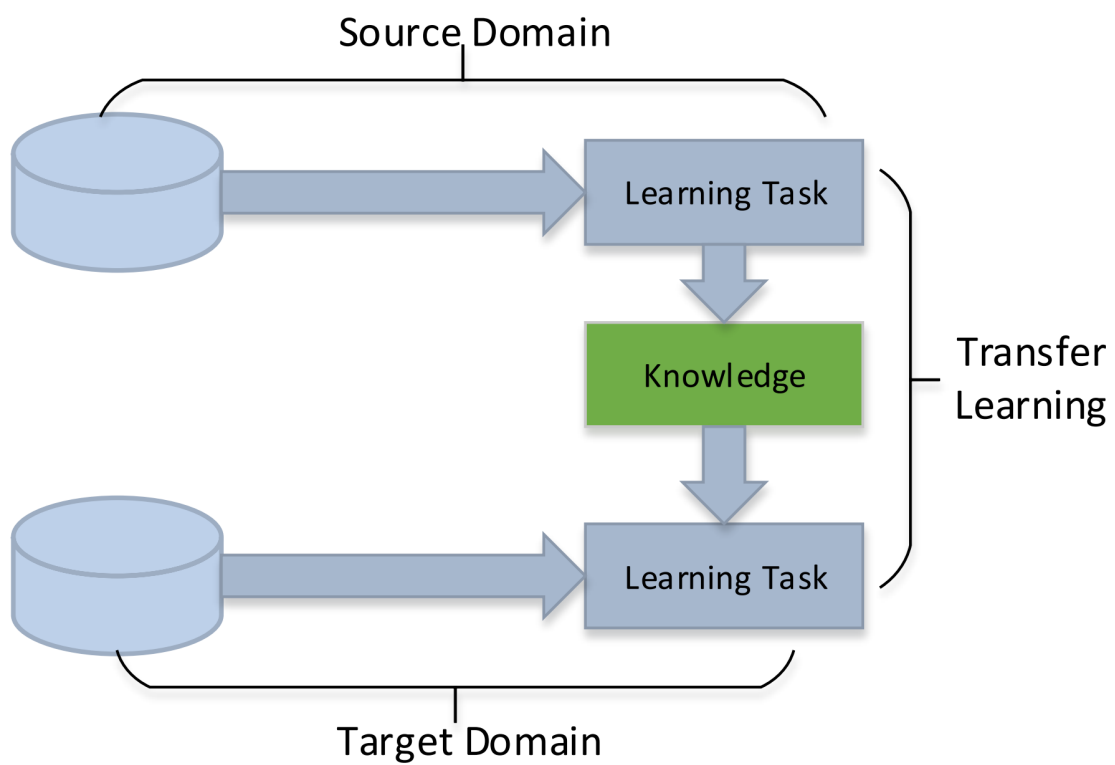 Source Domain
Learning Task
Knowledge
Transfer
Learning
Learning Task
Target Domain